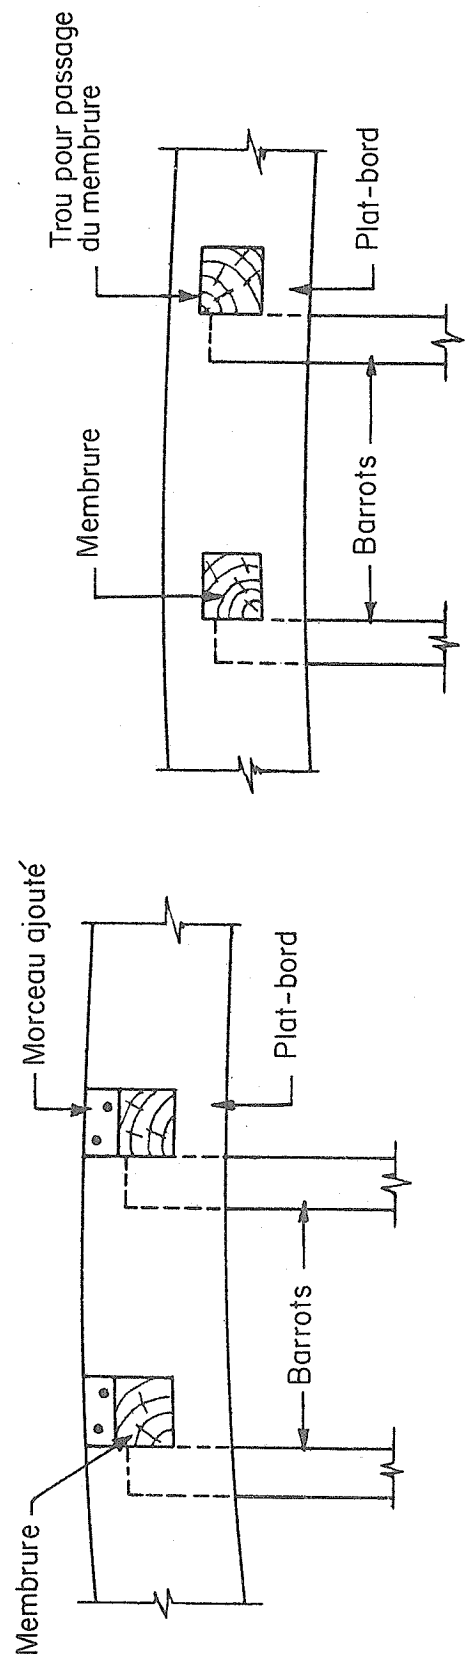 Membrure
Morceau ajouté
Barrots
Plat-bord
Membrure
Trou pour passage
du membrure
Barrots
Plat-bord